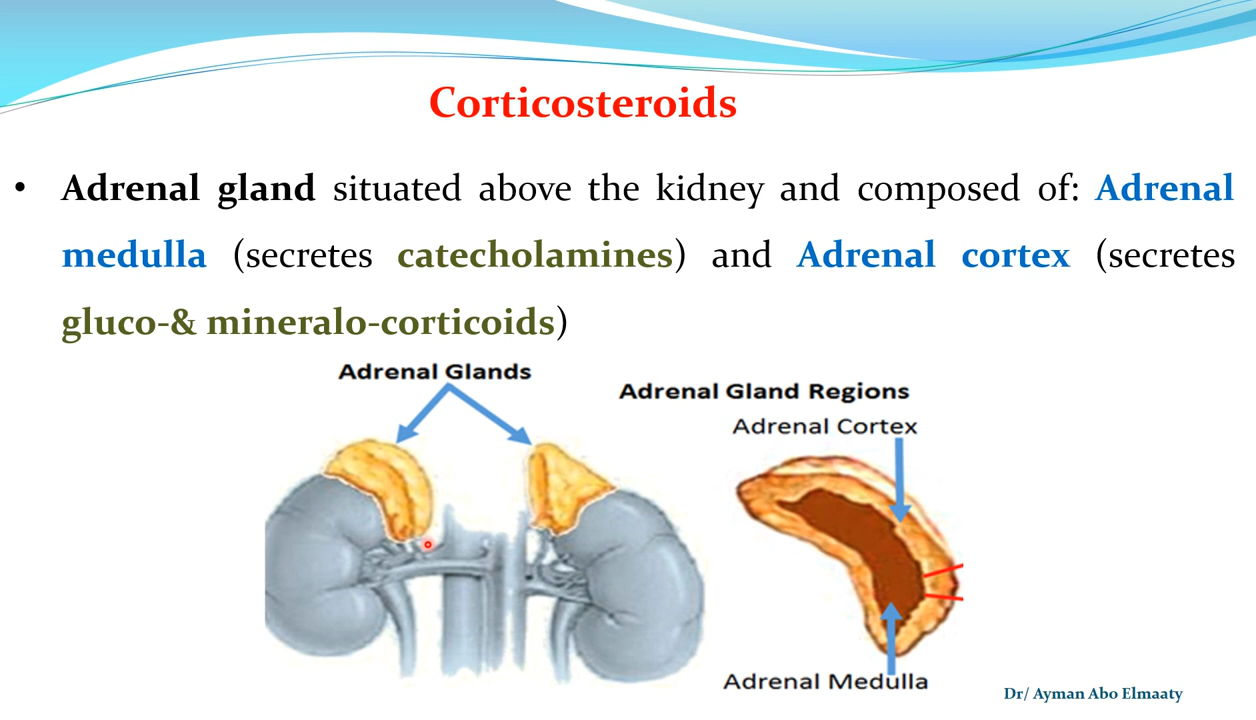 Corticosteroids
• Adrenal gland situated above the kidney and composed of: Adrenal
medulla (secretes catecholamines) and Adrenal cortex (secretes
gluco-& mineralo-corticoids)
Adrenal Glands
Adrenal Gland Regions
Adrenal Cortex
Adrenal Medulla
Dr/ Ayman Abo Elmaaty